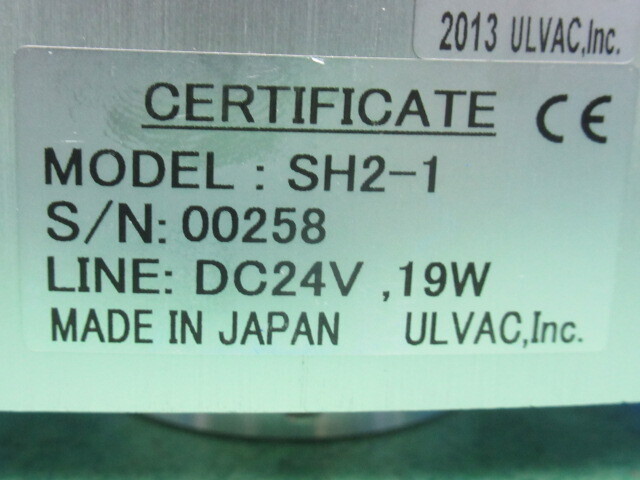 2013 ULVAC,Inc.
CERTIFICATE CE
MODEL : SH2-1
S/N: 00258
LINE: DC24V ,19W
MADE IN JAPAN ULVAC,Inc.